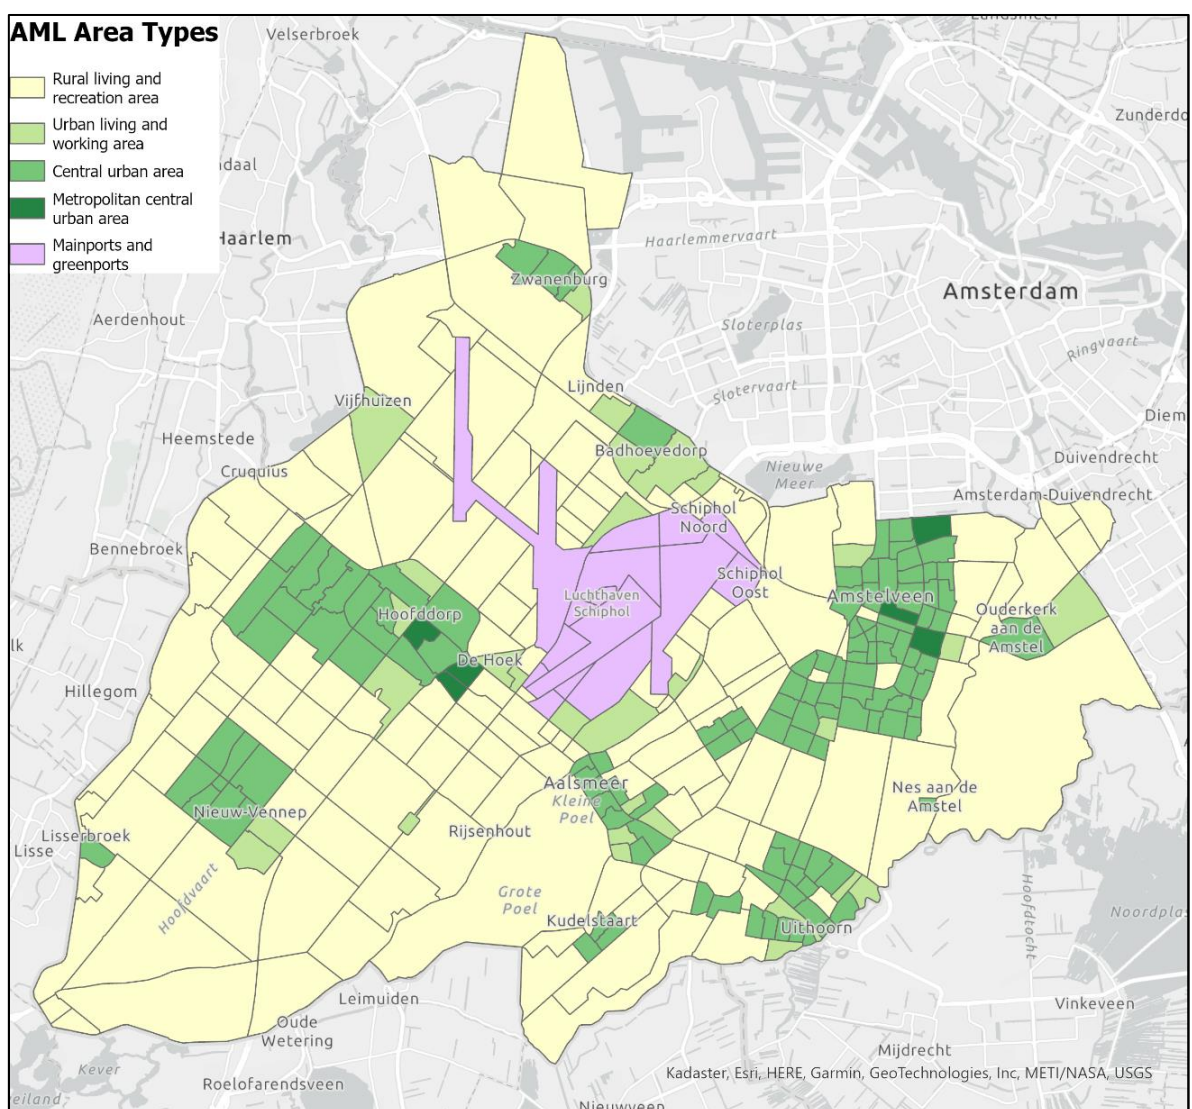 AML Area Types
Rural living and
recreation area
Urban living and
working area
Central urban area
Metropolitan central
urban area
Mainports and
greenports
Velserbroek
Zunderdo
Haarlem
Haarlemmervaart
Zwanenburg
Amsterdam
Aerdenhout
Sloterplas
Ringvaart
Lijnden
Slotervaart
Vijfhuizen
Diem
Heemstede
Badhoevedorp
Duivendrecht
Cruquius
Nieuwe
Meer
Amsterdam-Duivendrecht
Schiphol
Noord
Bennebroek
Schiphol
Oost
Luchthaven
Schiphol
Amstelveen
Hoofddorp
Ouderkerk
aan de
Amstel
lk
De Hoek
Hillegom
Aalsmeer
Kleine
Poel
Nes aan de
Amstel
Nieuw-Vennep
Rijsenhout
Lisserbroek
Lisse
Hoofdvaart
Grote
Poel
Hoofdtocht
Noordplas
Kudelstaart
Uithoorn
Leimuiden
Vinkeveen
Oude
Wetering
Mijdrecht
Kever
Kadaster, Esri, HERE, Garmin, GeoTechnologies, Inc, METI/NASA, USGS
Roelofarendsveen
eiland